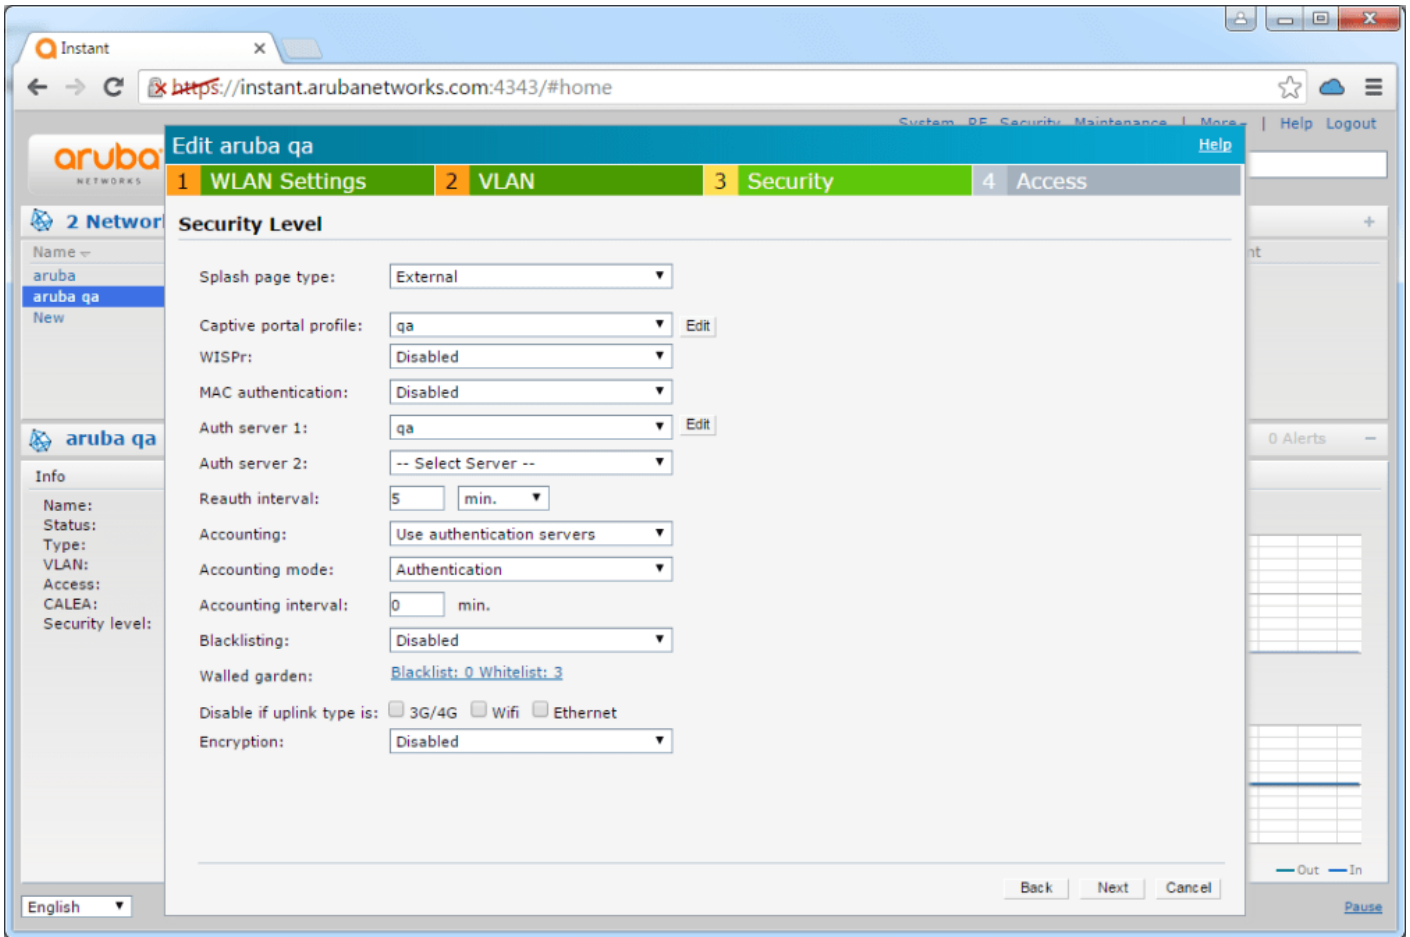 Instant
https://instant.arubanetworks.com:4343/#home
System RF Security Maintenance | More | Help Logout
aruba
NETWORKS
Edit aruba qa Help
1 WLAN Settings 2 VLAN 3 Security 4 Access
2 Networ
Name
aruba
aruba qa
New
Security Level
Splash page type: External
Captive portal profile: qa Edit
WISPr: Disabled
MAC authentication: Disabled
Auth server 1: qa Edit
Auth server 2: -- Select Server --
Reauth interval: 5 min.
Accounting: Use authentication servers
Accounting mode: Authentication
Accounting interval: 0 min.
Blacklisting: Disabled
Walled garden: Blacklist: 0 Whitelist: 3
Disable if uplink type is: 3G/4G Wifi Ethernet
Encryption: Disabled
aruba qa
0 Alerts
Info
Name:
Status:
Type:
VLAN:
Access:
CALEA:
Security level:
Out In
Back Next Cancel
English
Pause